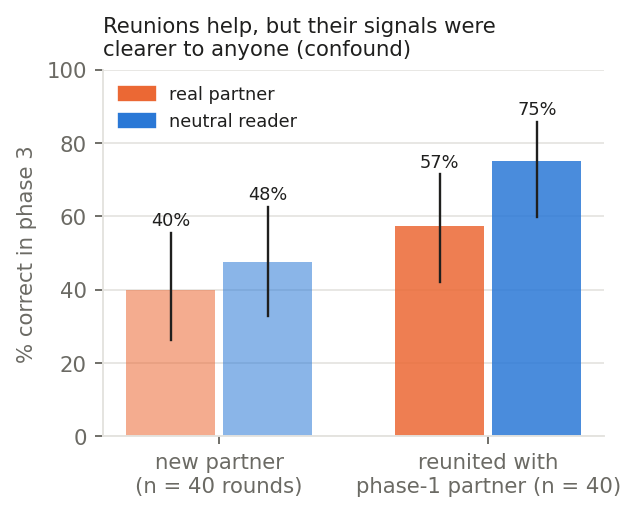 Reunions help, but their signals were
clearer to anyone (confound)
% correct in phase 3
100
80
60
40
20
0
real partner
neutral reader
40%
48%
57%
75%
new partner
(n = 40 rounds)
reunited with
phase-1 partner (n = 40)